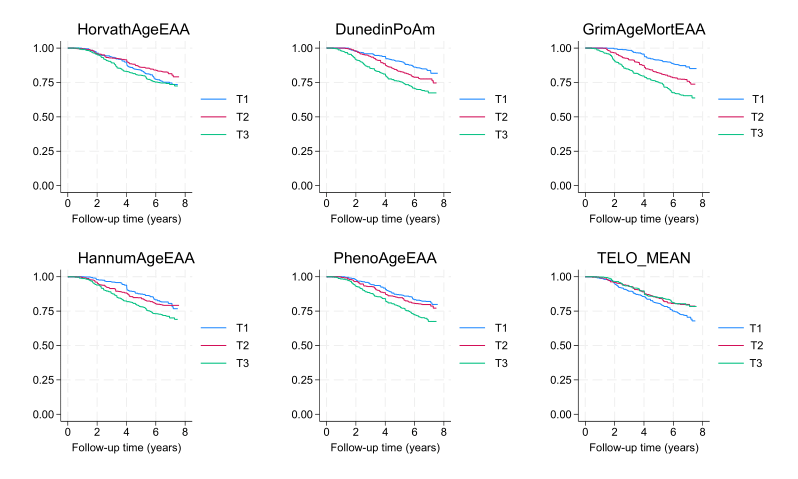 HorvathAgeEAA
1.00
0.75
0.50
0.25
0.00
0 2 4 6 8
Follow-up time (years)
T1
T2
T3
DunedinPoAm
1.00
0.75
0.50
0.25
0.00
0 2 4 6 8
Follow-up time (years)
T1
T2
T3
GrimAgeMortEAA
1.00
0.75
0.50
0.25
0.00
0 2 4 6 8
Follow-up time (years)
T1
T2
T3
HannumAgeEAA
1.00
0.75
0.50
0.25
0.00
0 2 4 6 8
Follow-up time (years)
T1
T2
T3
PhenoAgeEAA
1.00
0.75
0.50
0.25
0.00
0 2 4 6 8
Follow-up time (years)
T1
T2
T3
TELO_MEAN
1.00
0.75
0.50
0.25
0.00
0 2 4 6 8
Follow-up time (years)
T1
T2
T3